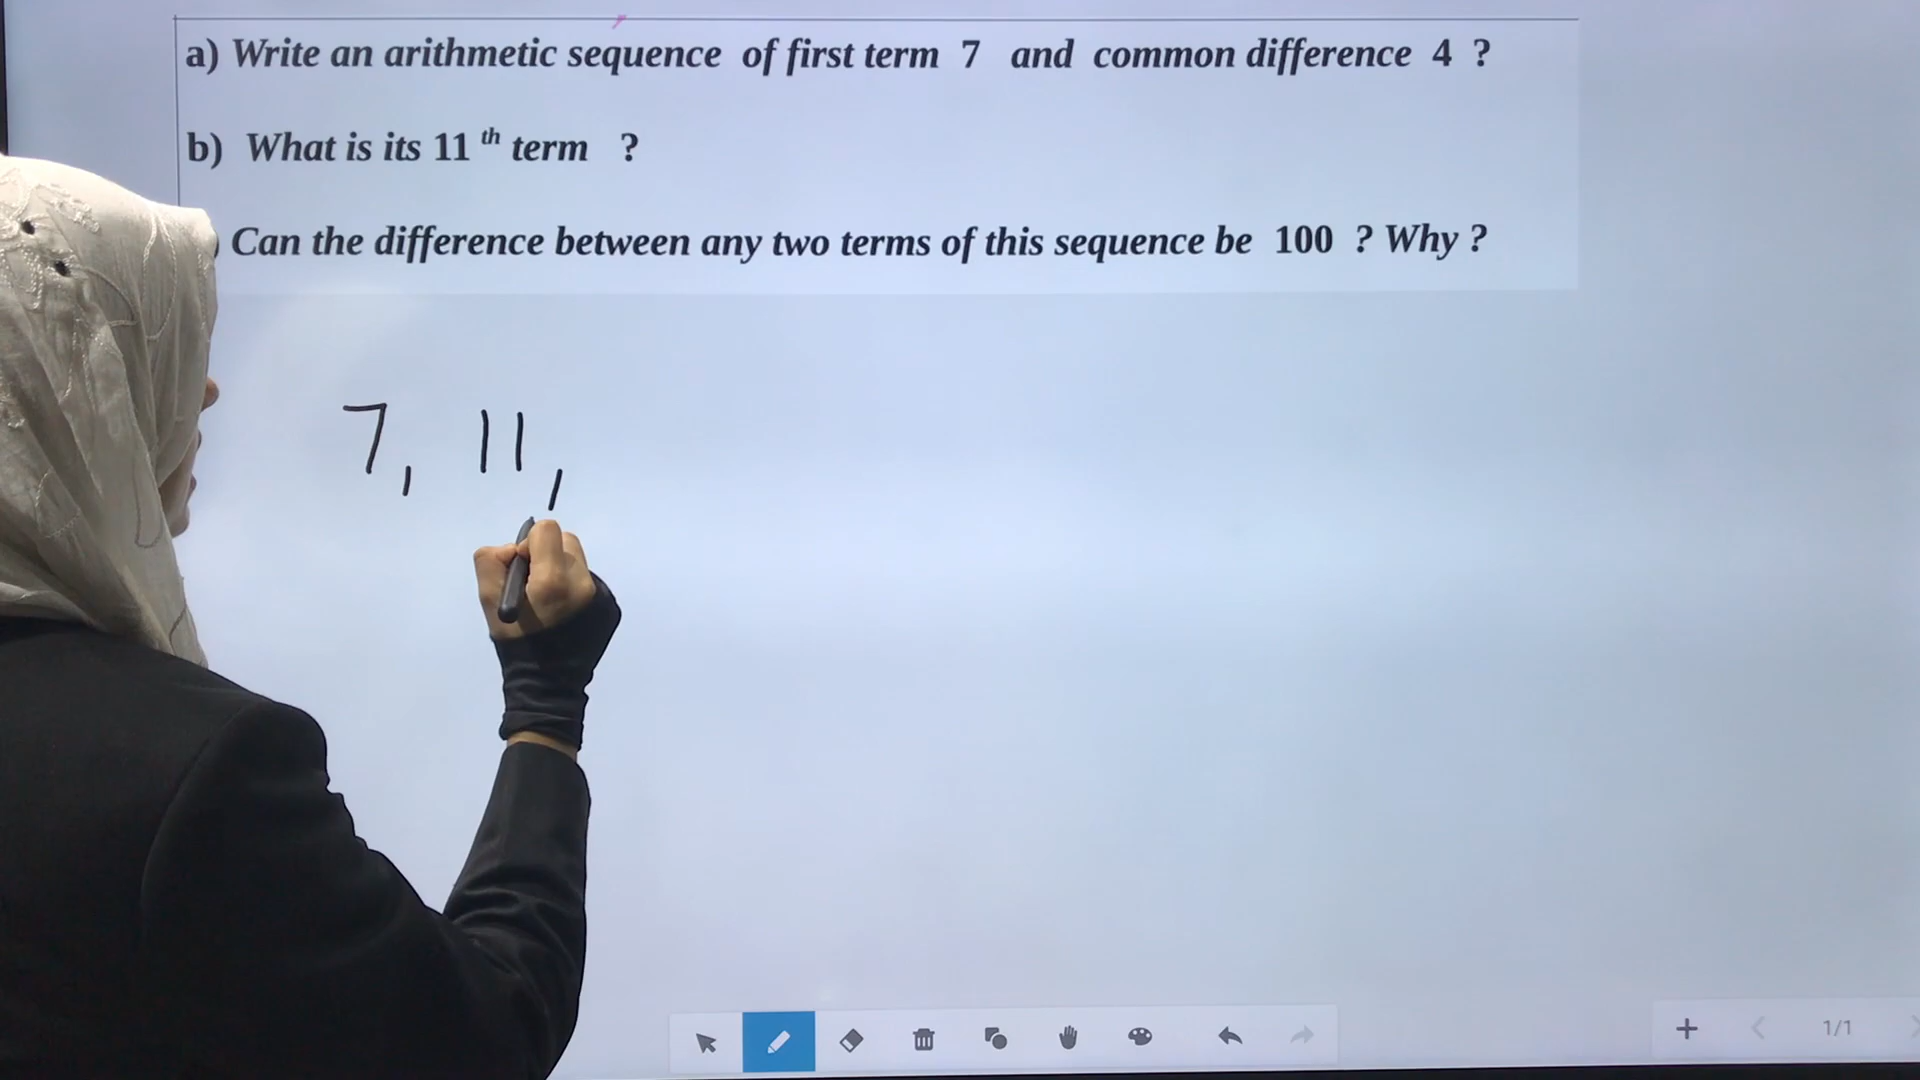 a) Write an arithmetic sequence of first term 7 and common difference 4 ?
b) What is its 11 th term ?
) Can the difference between any two terms of this sequence be 100 ? Why ?
7, 11,
1/1